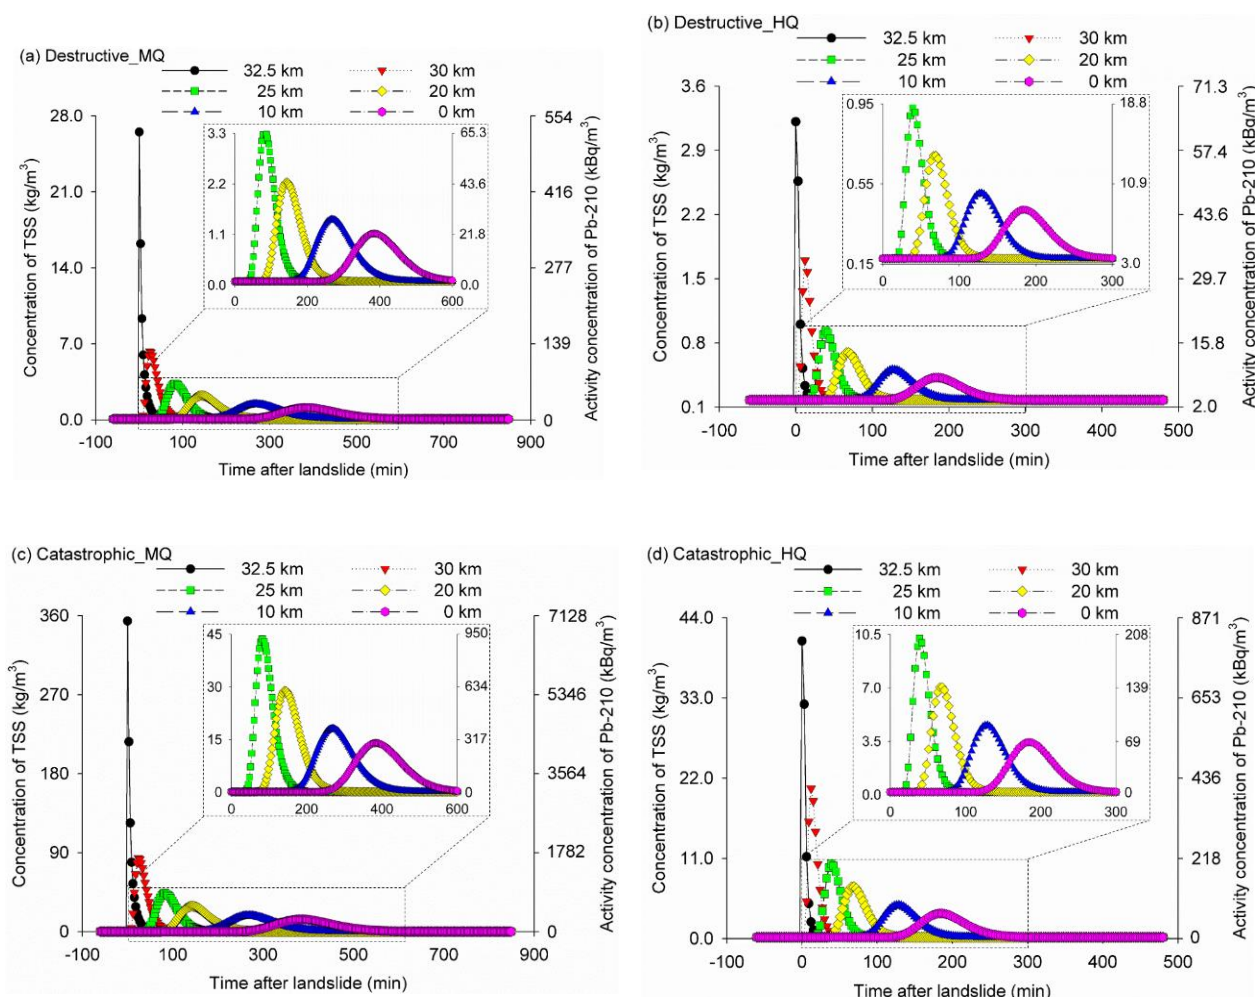 (a) Destructive_MQ
32.5 km 30 km
25 km 20 km
10 km 0 km
Concentration of TSS (kg/m³)
28.0
21.0
14.0
7.0
0.0
554
416
277
139
0
Activity concentration of Pb-210 (kBq/m³)
3.3
2.2
1.1
0.0
65.3
43.6
21.8
0.0
0 200 400 600
-100 100 300 500 700 900
Time after landslide (min)
(b) Destructive_HQ
32.5 km 30 km
25 km 20 km
10 km 0 km
Concentration of TSS (kg/m³)
3.6
2.9
2.2
1.5
0.8
0.1
71.3
57.4
43.6
29.7
15.8
2.0
Activity concentration of Pb-210 (kBq/m³)
0.95
0.55
0.15
18.8
10.9
3.0
0 100 200 300
-100 0 100 200 300 400 500
Time after landslide (min)
(c) Catastrophic_MQ
32.5 km 30 km
25 km 20 km
10 km 0 km
Concentration of TSS (kg/m³)
360
270
180
90
0
7128
5346
3564
1782
0
Activity concentration of Pb-210 (kBq/m³)
45
30
15
0
950
634
317
0
0 200 400 600
-100 100 300 500 700 900
Time after landslide (min)
(d) Catastrophic_HQ
32.5 km 30 km
25 km 20 km
10 km 0 km
Concentration of TSS (kg/m³)
44.0
33.0
22.0
11.0
0.0
871
653
436
218
0
Activity concentration of Pb-210 (kBq/m³)
10.5
7.0
3.5
0.0
208
139
69
0
0 100 200 300
-100 0 100 200 300 400 500
Time after landslide (min)